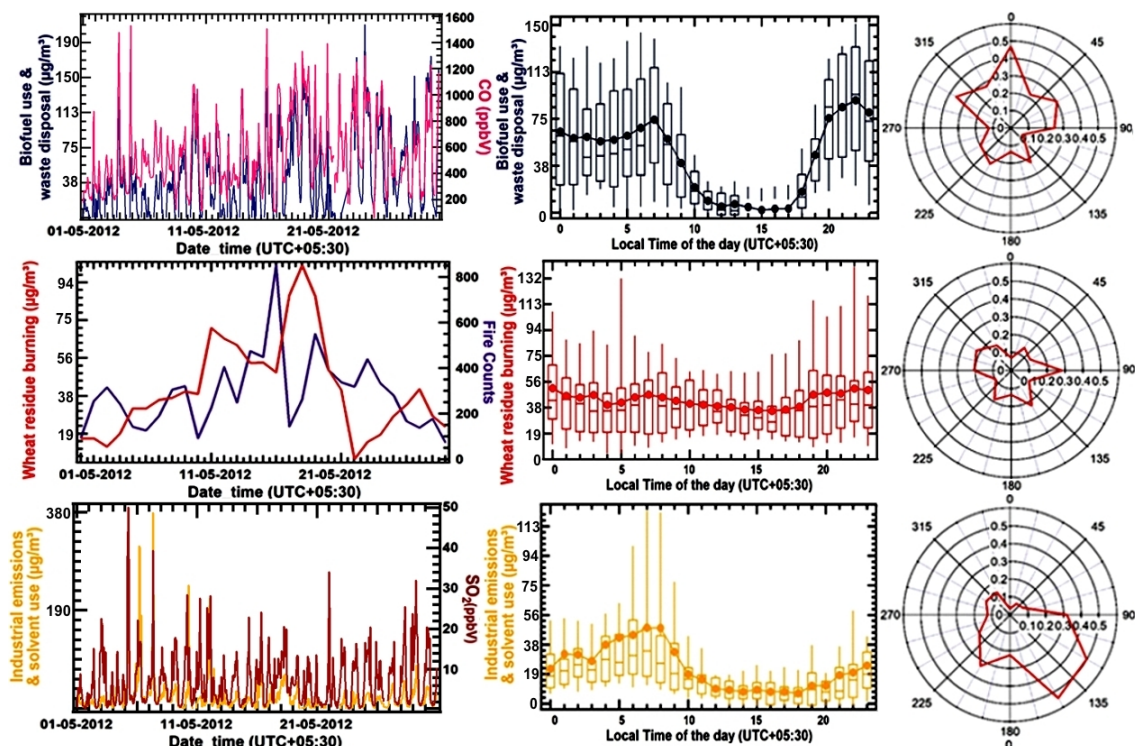 Biofuel use &
waste disposal (µg/m³)
190
150
113
75
38
1600
1400
1200
1000
800
600
400
200
CO (ppbV)
01-05-2012 11-05-2012 21-05-2012
Date time (UTC+05:30)
Biofuel use &
waste disposal (µg/m³)
150
113
75
38
0
0 5 10 15 20
Local Time of the day (UTC+05:30)
0
315 45
0.5
0.4
0.3
0.2
0.1
0
270 0 0.1 0.2 0.3 0.4 0.5 90
225 135
180
Wheat residue burning (µg/m³)
94
75
56
38
19
800
600
400
200
0
Fire Counts
01-05-2012 11-05-2012 21-05-2012
Date time (UTC+05:30)
Wheat residue burning (µg/m³)
132
113
94
75
56
38
19
0
0 5 10 15 20
Local Time of the day (UTC+05:30)
0
315 45
0.5
0.4
0.3
0.2
0.1
0
270 0 0.1 0.2 0.3 0.4 0.5 90
225 135
180
Industrial emissions
& solvent use (µg/m³)
380
190
50
40
30
20
10
SO₂(ppbV)
01-05-2012 11-05-2012 21-05-2012
Date time (UTC+05:30)
Industrial emissions
& solvent use (µg/m³)
113
94
75
56
38
19
0
0 5 10 15 20
Local Time of the day (UTC+05:30)
0
315 45
0.5
0.4
0.3
0.2
0.1
0
270 0 0.1 0.2 0.3 0.4 0.5 90
225 135
180